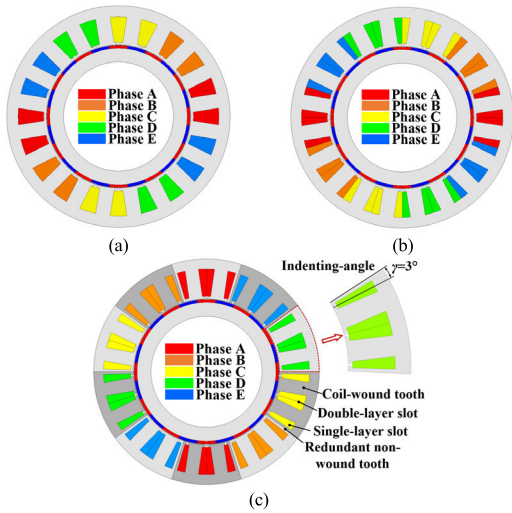 Phase A
Phase B
Phase C
Phase D
Phase E
(a)
Phase A
Phase B
Phase C
Phase D
Phase E
(b)
Indenting-angle
γ=3°
Phase A
Phase B
Phase C
Phase D
Phase E
Coil-wound tooth
Double-layer slot
Single-layer slot
Redundant non-
wound tooth
(c)